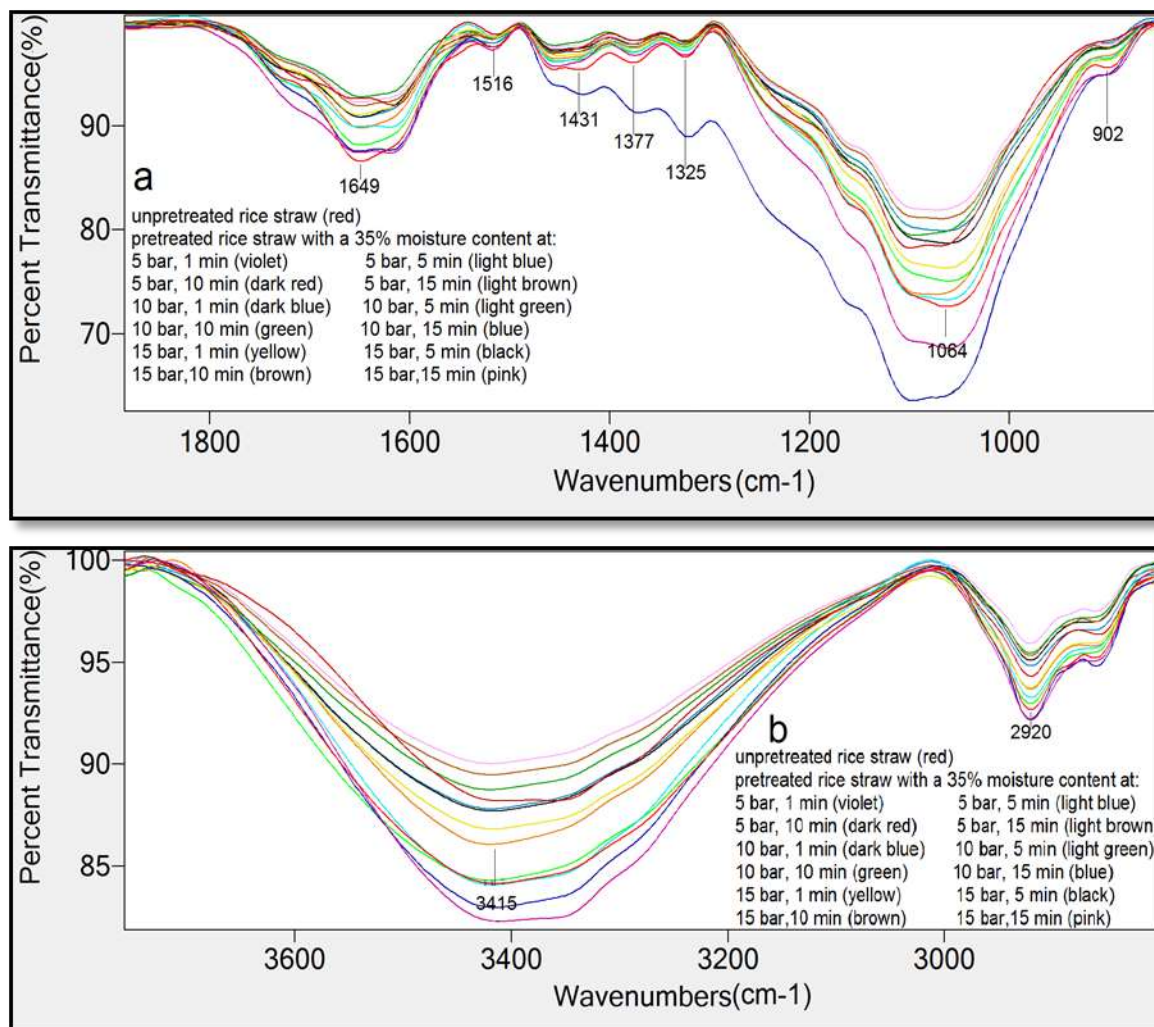 Percent Transmittance(%)
90
80
70
1516
1431
1377
1325
1649
902
1064
a
unpretreated rice straw (red)
pretreated rice straw with a 35% moisture content at:
5 bar, 1 min (violet) 5 bar, 5 min (light blue)
5 bar, 10 min (dark red) 5 bar, 15 min (light brown)
10 bar, 1 min (dark blue) 10 bar, 5 min (light green)
10 bar, 10 min (green) 10 bar, 15 min (blue)
15 bar, 1 min (yellow) 15 bar, 5 min (black)
15 bar,10 min (brown) 15 bar,15 min (pink)
1800 1600 1400 1200 1000
Wavenumbers(cm-1)
Percent Transmittance(%)
100
95
90
85
3415
2920
b
unpretreated rice straw (red)
pretreated rice straw with a 35% moisture content at:
5 bar, 1 min (violet) 5 bar, 5 min (light blue)
5 bar, 10 min (dark red) 5 bar, 15 min (light brown
10 bar, 1 min (dark blue) 10 bar, 5 min (light green)
10 bar, 10 min (green) 10 bar, 15 min (blue)
15 bar, 1 min (yellow) 15 bar, 5 min (black)
15 bar,10 min (brown) 15 bar,15 min (pink)
3600 3400 3200 3000
Wavenumbers(cm-1)